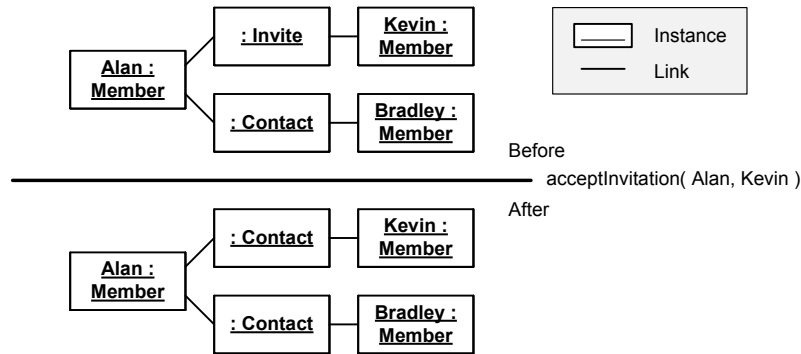 Alan :
Member
: Invite
Kevin :
Member
: Contact
Bradley :
Member
Instance
Link
Before
acceptInvitation( Alan, Kevin )
After
Alan :
Member
: Contact
Kevin :
Member
: Contact
Bradley :
Member